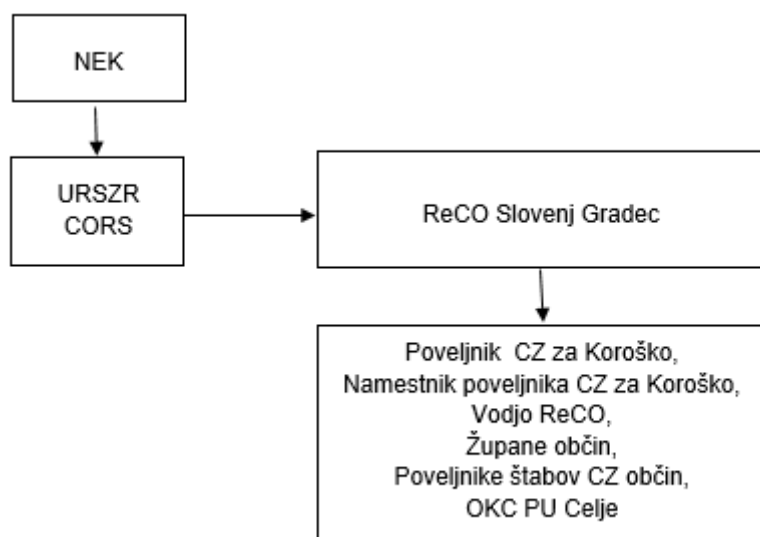 NEK
URSZR
CORS
ReCO Slovenj Gradec
Poveljnik CZ za Koroško,
Namestnik poveljnika CZ za Koroško,
Vodjo ReCO,
Župane občin,
Poveljnike štabov CZ občin,
OKC PU Celje